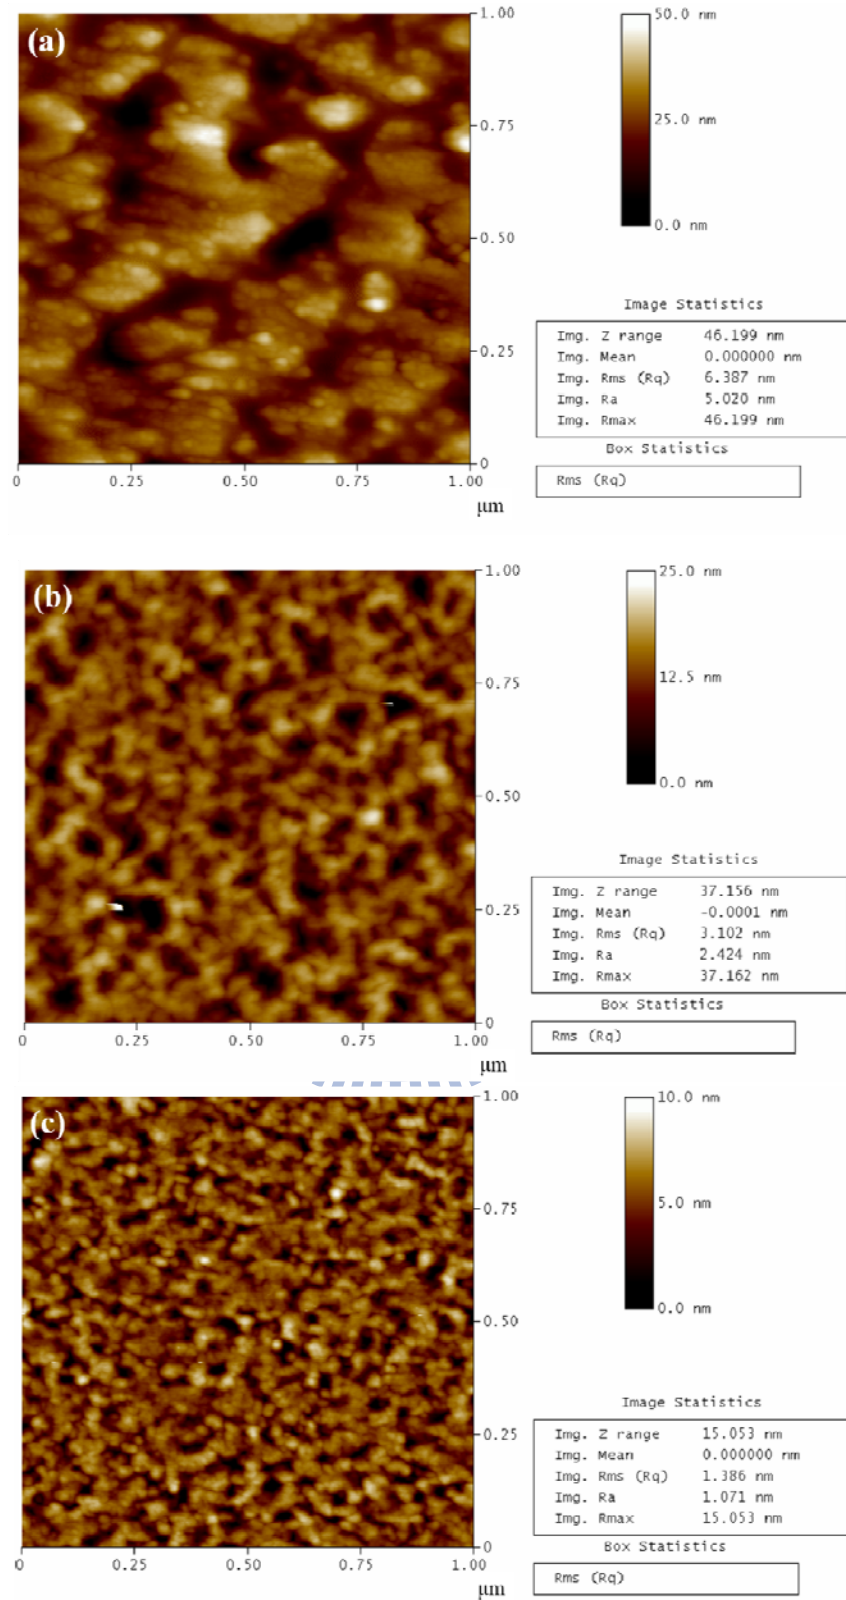 (a)
1.00
0.75
0.50
0.25
0
0 0.25 0.50 0.75 1.00
μm
50.0 nm
25.0 nm
0.0 nm
Image Statistics
Img. Z range 46.199 nm
Img. Mean 0.000000 nm
Img. Rms (Rq) 6.387 nm
Img. Ra 5.020 nm
Img. Rmax 46.199 nm
Box Statistics
Rms (Rq)
(b)
1.00
0.75
0.50
0.25
0
0 0.25 0.50 0.75 1.00
μm
25.0 nm
12.5 nm
0.0 nm
Image Statistics
Img. Z range 37.156 nm
Img. Mean -0.0001 nm
Img. Rms (Rq) 3.102 nm
Img. Ra 2.424 nm
Img. Rmax 37.162 nm
Box Statistics
Rms (Rq)
(c)
1.00
0.75
0.50
0.25
0
0 0.25 0.50 0.75 1.00
μm
10.0 nm
5.0 nm
0.0 nm
Image Statistics
Img. Z range 15.053 nm
Img. Mean 0.000000 nm
Img. Rms (Rq) 1.386 nm
Img. Ra 1.071 nm
Img. Rmax 15.053 nm
Box Statistics
Rms (Rq)